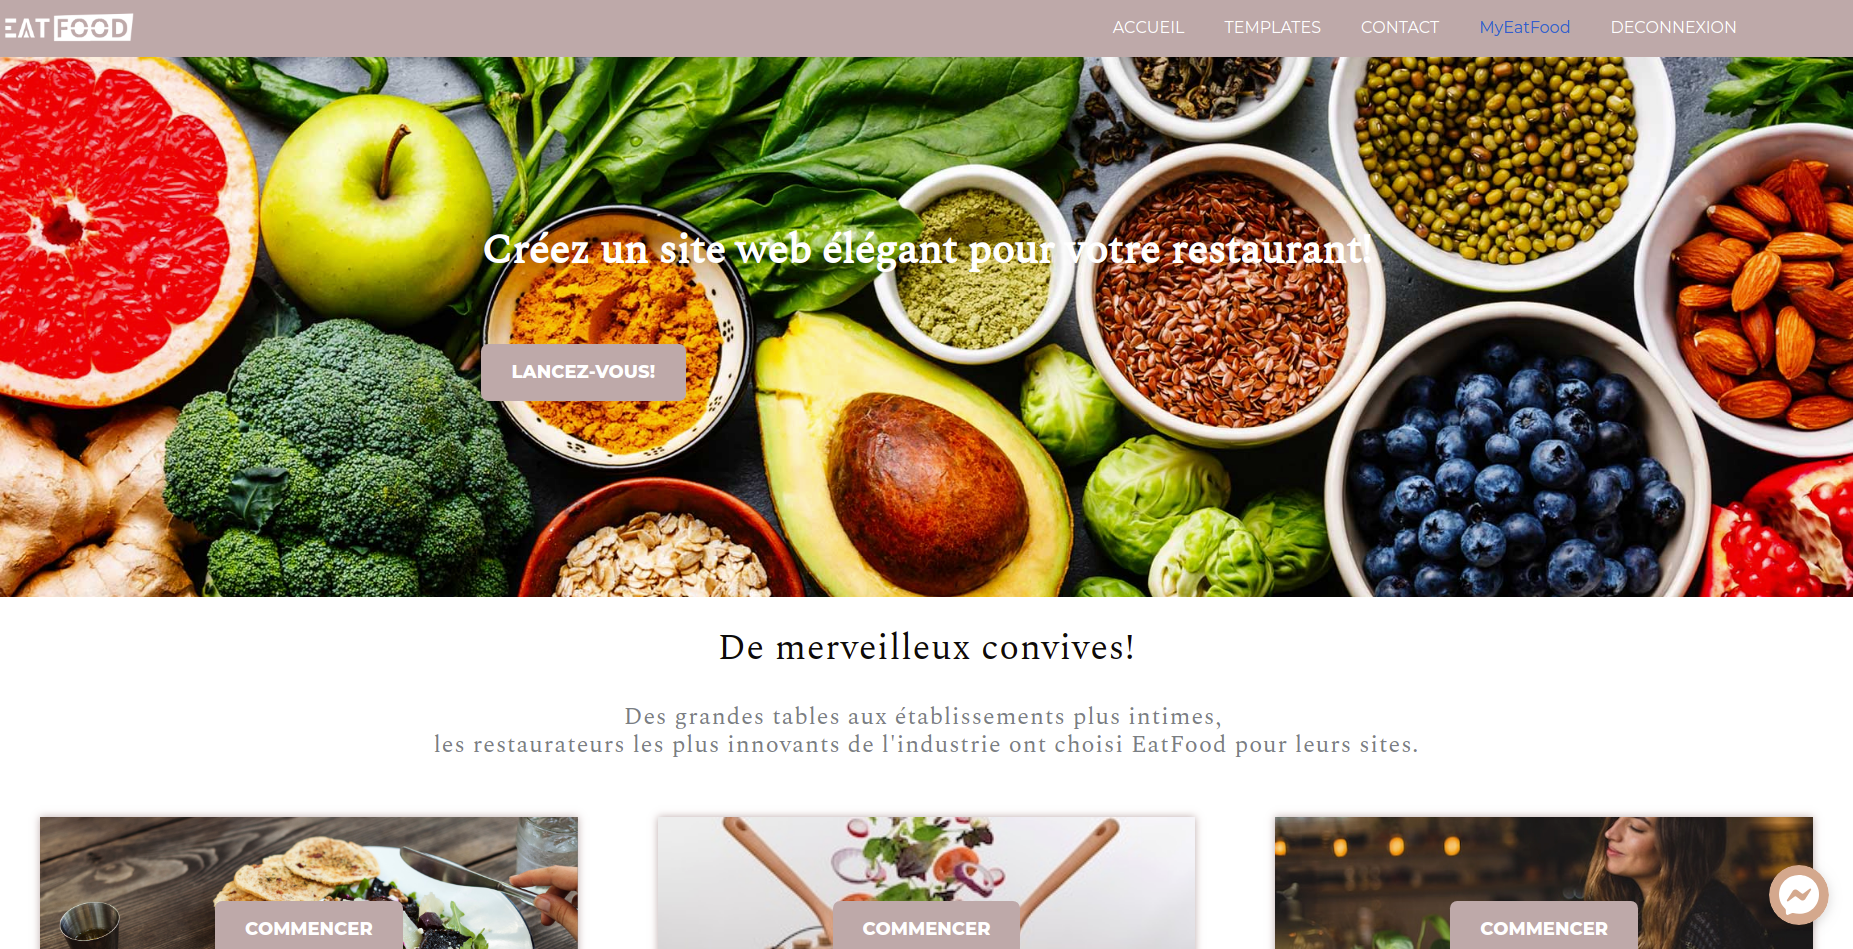 EATFOOD
ACCUEIL TEMPLATES CONTACT MyEatFood DECONNEXION
Créez un site web élégant pour votre restaurant!
LANCEZ-VOUS!
De merveilleux convives!
Des grandes tables aux établissements plus intimes,
les restaurateurs les plus innovants de l'industrie ont choisi EatFood pour leurs sites.
COMMENCER
COMMENCER
COMMENCER